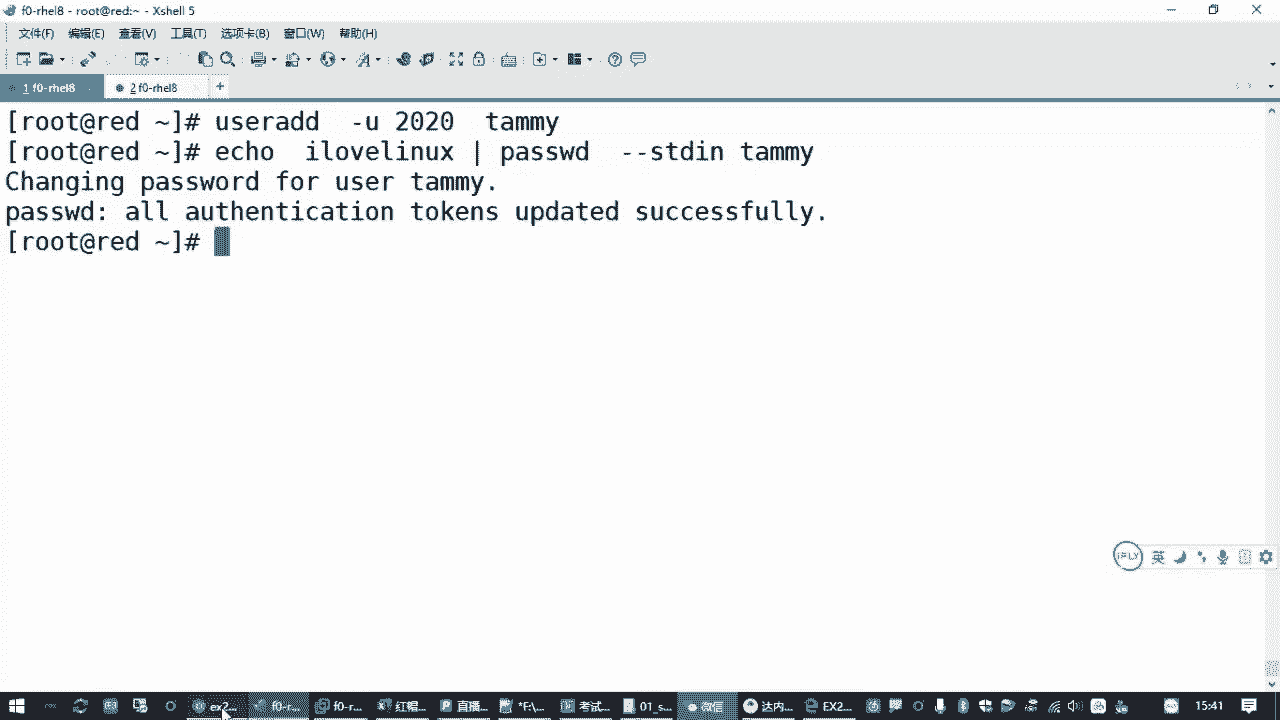 f0-rhel8 - root@red:~ - Xshell 5
文件(F) 编辑(E) 查看(V) 工具(T) 选项卡(B) 窗口(W) 帮助(H)
1 f0-rhel8 2 f0-rhel8 +
[root@red ~]# useradd  -u 2020  tammy
[root@red ~]# echo  ilovelinux | passwd  --stdin tammy
Changing password for user tammy.
passwd: all authentication tokens updated successfully.
[root@red ~]#
iFLY 英
ex2... f0-r... f0-r... 红帽... 直播... *F:\... 考试... 01_s... 微信 达内... EX2... 15:41